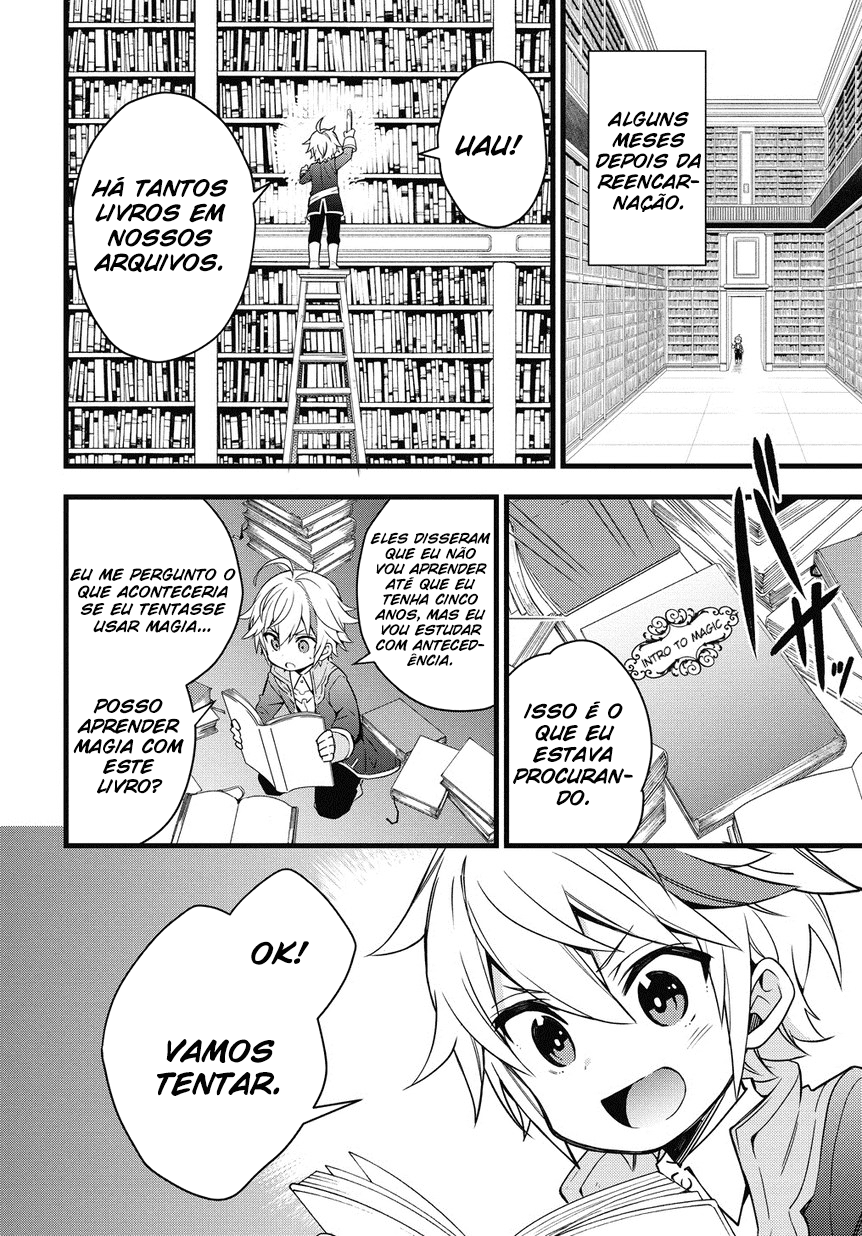 ALGUNS
MESES
DEPOIS DA
REENCAR-
NAÇÃO.
UAU!
HÁ TANTOS
LIVROS EM
NOSSOS
ARQUIVOS.
INTRO TO MAGIC
ISSO É O
QUE EU
ESTAVA
PROCURAN-
DO.
ELES DISSERAM
QUE EU NÃO
VOU APRENDER
ATÉ QUE EU
TENHA CINCO
ANOS, MAS EU
VOU ESTUDAR
COM ANTECED-
ÊNCIA.
EU ME PERGUNTO O
QUE ACONTECERIA
SE EU TENTASSE
USAR MAGIA...
POSSO
APRENDER
MAGIA COM
ESTE
LIVRO?
OK!
VAMOS
TENTAR.